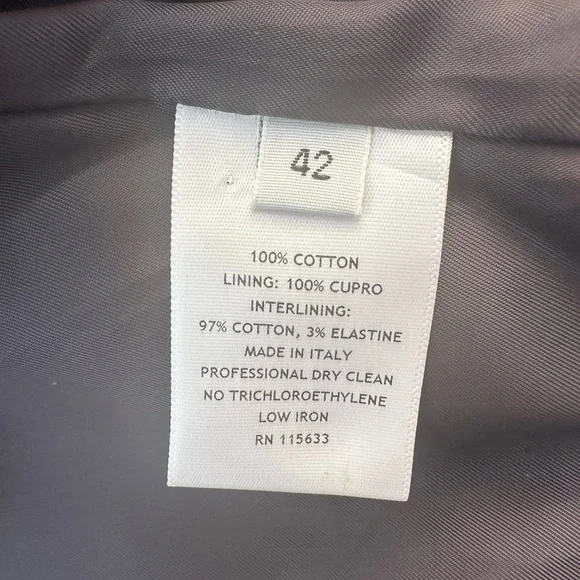 42
100% COTTON
LINING: 100% CUPRO
INTERLINING:
97% COTTON, 3% ELASTINE
MADE IN ITALY
PROFESSIONAL DRY CLEAN
NO TRICHLOROETHYLENE
LOW IRON
RN 115633